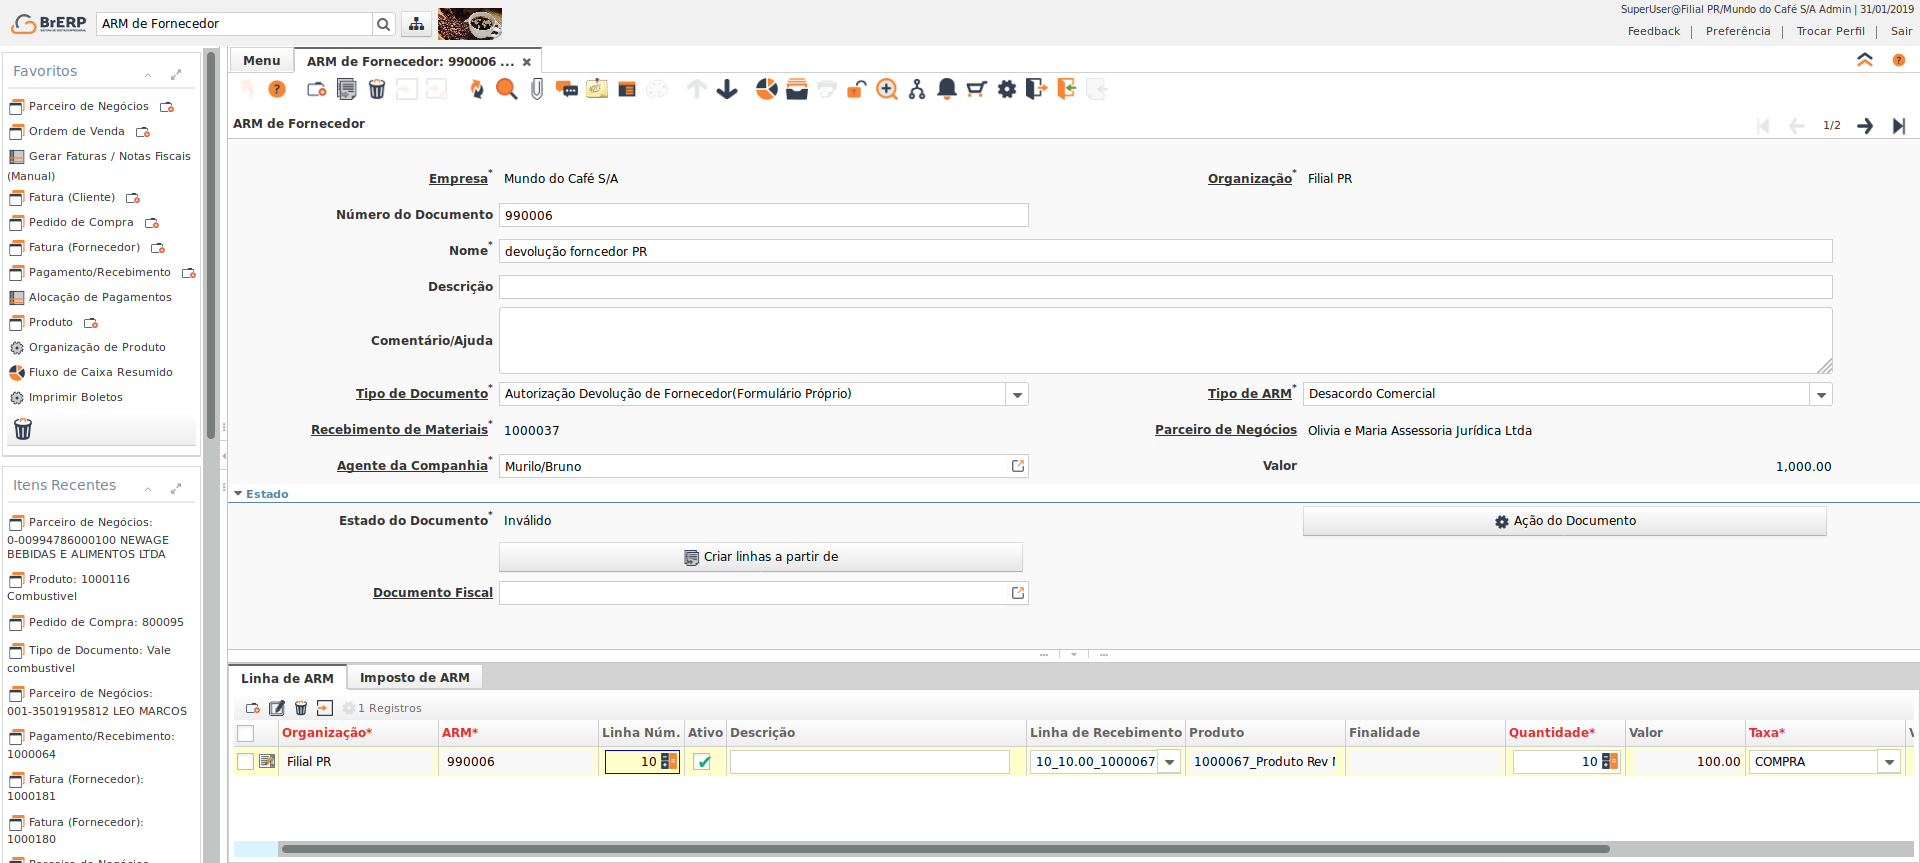 BrERP
ARM de Fornecedor
SuperUser@Filial PR/Mundo do Café S/A Admin | 31/01/2019
Feedback | Preferência | Trocar Perfil | Sair
Favoritos
Parceiro de Negócios
Ordem de Venda
Gerar Faturas / Notas Fiscais
(Manual)
Fatura (Cliente)
Pedido de Compra
Fatura (Fornecedor)
Pagamento/Recebimento
Alocação de Pagamentos
Produto
Organização de Produto
Fluxo de Caixa Resumido
Imprimir Boletos
Itens Recentes
Parceiro de Negócios:
0-00994786000100 NEWAGE
BEBIDAS E ALIMENTOS LTDA
Produto: 1000116
Combustivel
Pedido de Compra: 800095
Tipo de Documento: Vale
combustivel
Parceiro de Negócios:
001-35019195812 LEO MARCOS
Pagamento/Recebimento:
1000064
Fatura (Fornecedor):
1000181
Fatura (Fornecedor):
1000180
Menu
ARM de Fornecedor: 990006 ...
ARM de Fornecedor
1/2
Empresa* Mundo do Café S/A
Organização* Filial PR
Número do Documento 990006
Nome* devolução forncedor PR
Descrição
Comentário/Ajuda
Tipo de Documento* Autorização Devolução de Fornecedor(Formulário Próprio)
Tipo de ARM* Desacordo Comercial
Recebimento de Materiais* 1000037
Parceiro de Negócios Olivia e Maria Assessoria Jurídica Ltda
Agente da Companhia* Murilo/Bruno
Valor 1,000.00
Estado
Estado do Documento* Inválido
Ação do Documento
Criar linhas a partir de
Documento Fiscal
Linha de ARM
Imposto de ARM
1 Registros
Organização* ARM* Linha Núm. Ativo Descrição Linha de Recebimento Produto Finalidade Quantidade* Valor Taxa*
Filial PR 990006 10 10_10.00_1000067 1000067_Produto Rev 10 100.00 COMPRA